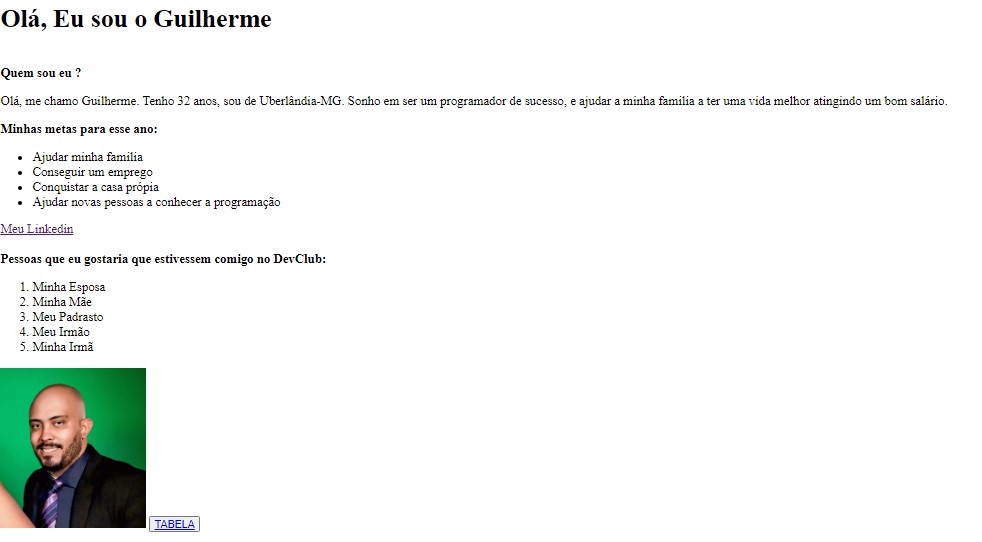 Olá, Eu sou o Guilherme
Quem sou eu ?
Olá, me chamo Guilherme. Tenho 32 anos, sou de Uberlândia-MG. Sonho em ser um programador de sucesso, e ajudar a minha familia a ter uma vida melhor atingindo um bom salário.
Minhas metas para esse ano:
Ajudar minha familia
Conseguir um emprego
Conquistar a casa própia
Ajudar novas pessoas a conhecer a programação
Meu Linkedin
Pessoas que eu gostaria que estivessem comigo no DevClub:
1. Minha Esposa
2. Minha Mãe
3. Meu Padrasto
4. Meu Irmão
5. Minha Irmã
TABELA